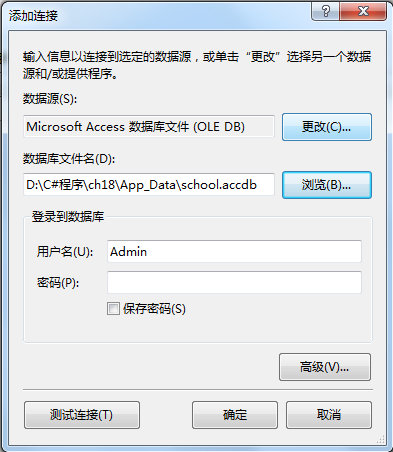 添加连接
输入信息以连接到选定的数据源，或单击“更改”选择另一个数据
源和/或提供程序。
数据源(S):
Microsoft Access 数据库文件 (OLE DB)
更改(C)...
数据库文件名(D):
D:\C#程序\ch18\App_Data\school.accdb
浏览(B)...
登录到数据库
用户名(U):
Admin
密码(P):
保存密码(S)
高级(V)...
测试连接(T)
确定
取消